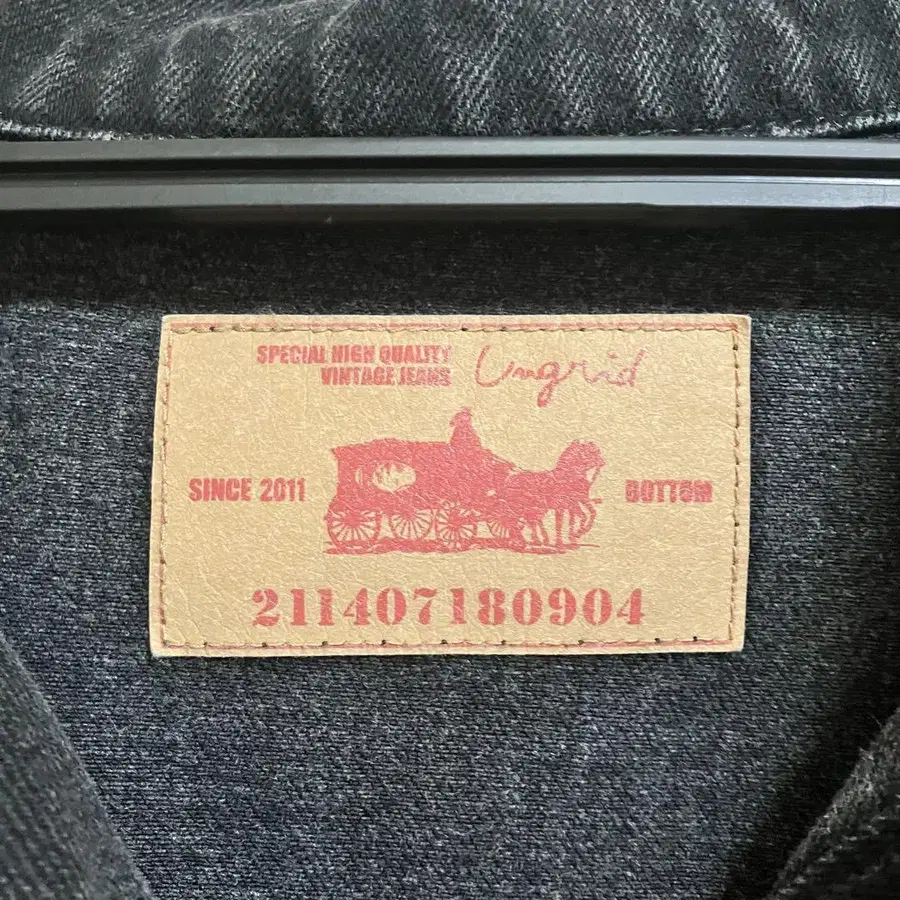 SPECIAL HIGH QUALITY
VINTAGE JEANS
Ungrid
SINCE 2011
BOTTOM
211407180904